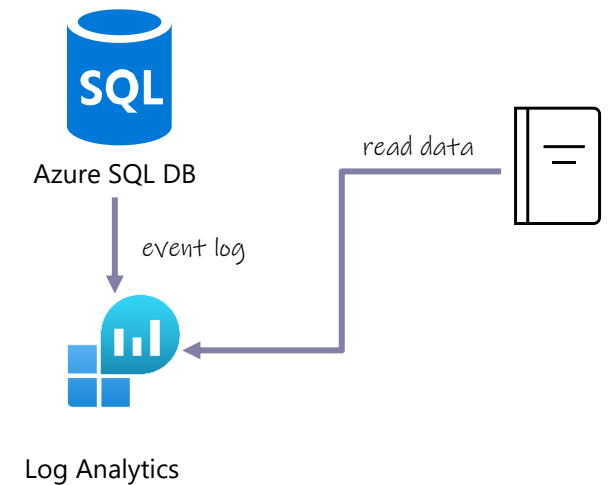 SQL
Azure SQL DB
read data
event log
Log Analytics